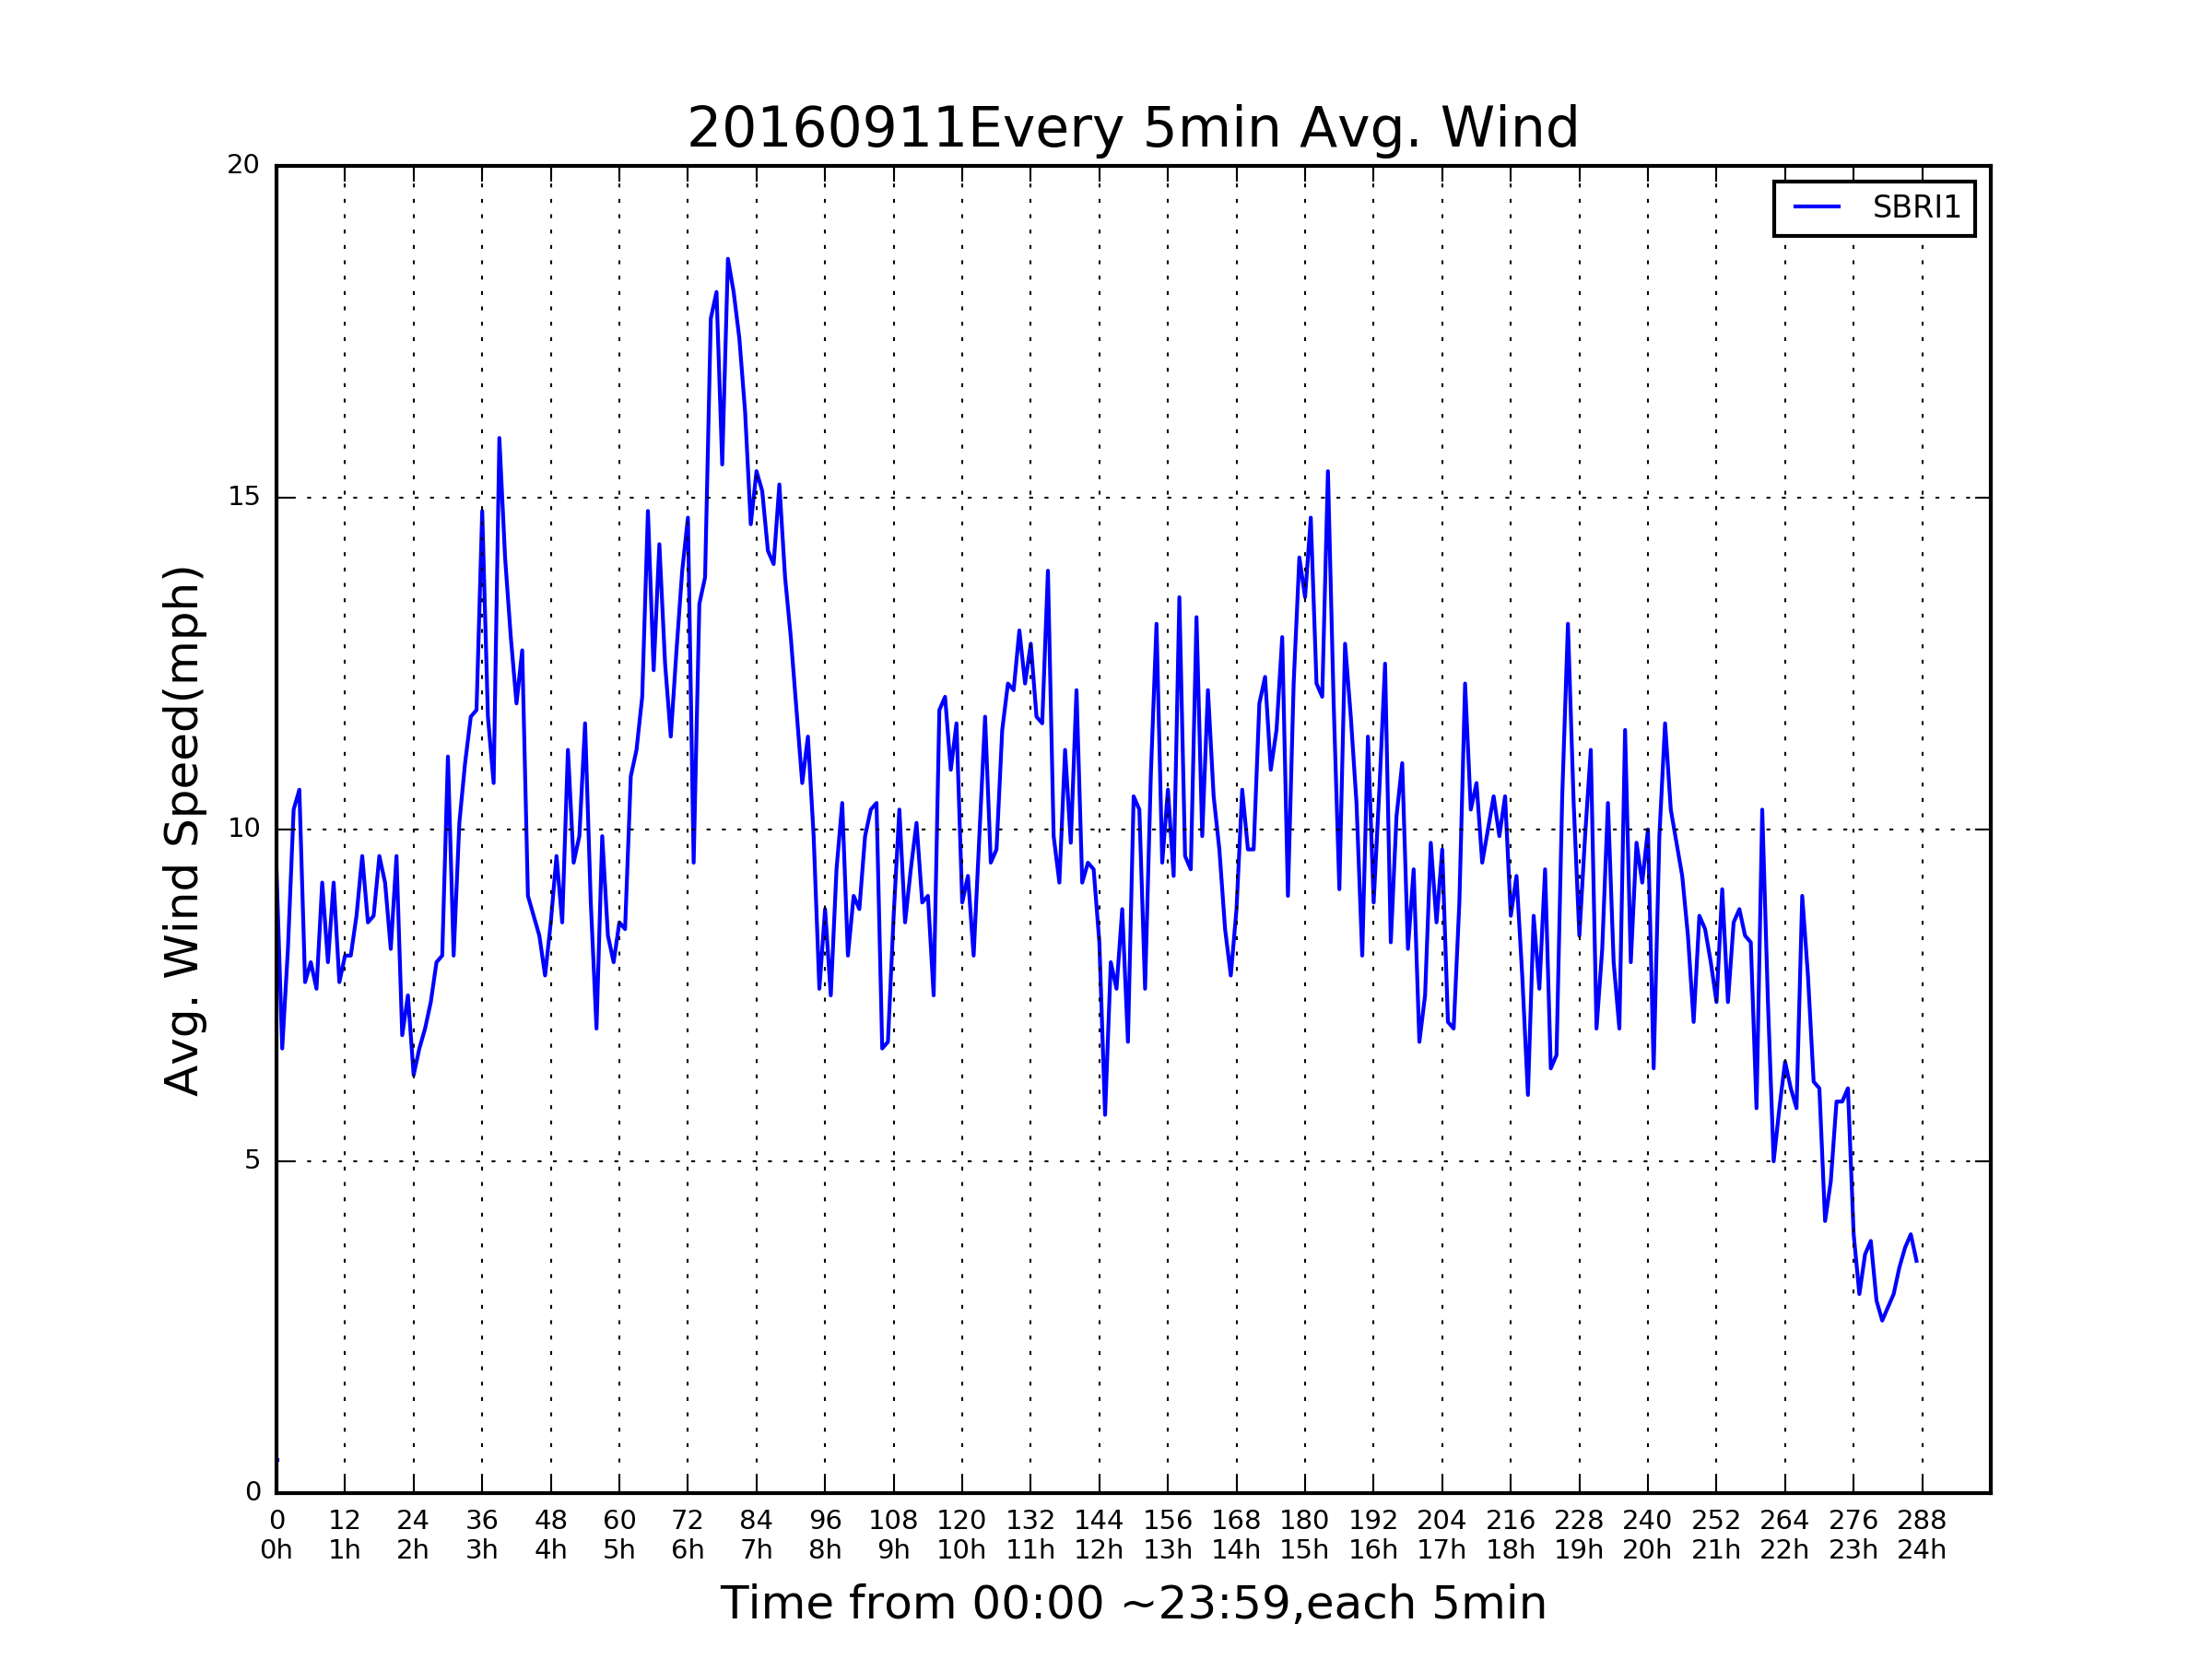 20160911Every 5min Avg. Wind
SBRI1
Avg. Wind Speed(mph)
20
15
10
5
0
0 12 24 36 48 60 72 84 96 108 120 132 144 156 168 180 192 204 216 228 240 252 264 276 288
0h 1h 2h 3h 4h 5h 6h 7h 8h 9h 10h 11h 12h 13h 14h 15h 16h 17h 18h 19h 20h 21h 22h 23h 24h
Time from 00:00 ~23:59,each 5min